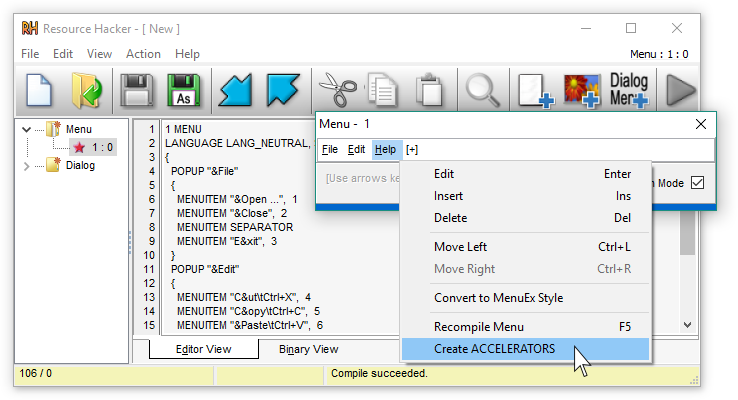 RH Resource Hacker - [ New ]
File Edit View Action Help Menu : 1 : 0
As Dialog
Menu
Menu
1 : 0
Dialog
1 1 MENU
2 LANGUAGE LANG_NEUTRAL,
3 {
4 POPUP "&File"
5 {
6 MENUITEM "&Open ...", 1
7 MENUITEM "&Close", 2
8 MENUITEM SEPARATOR
9 MENUITEM "E&xit", 3
10 }
11 POPUP "&Edit"
12 {
13 MENUITEM "C&ut\tCtrl+X", 4
14 MENUITEM "C&opy\tCtrl+C", 5
15 MENUITEM "&Paste\tCtrl+V", 6
Editor View Binary View
106 / 0 Compile succeeded.
Menu - 1
File Edit Help [+]
[Use arrows Mode
Edit Enter
Insert Ins
Delete Del
Move Left Ctrl+L
Move Right Ctrl+R
Convert to MenuEx Style
Recompile Menu F5
Create ACCELERATORS